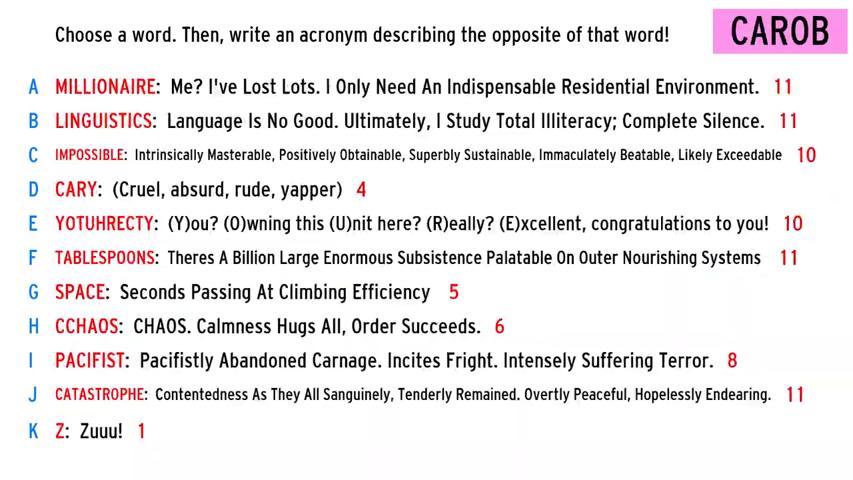 Choose a word. Then, write an acronym describing the opposite of that word!
CAROB
A MILLIONAIRE: Me? I've Lost Lots. I Only Need An Indispensable Residential Environment. 11
B LINGUISTICS: Language Is No Good. Ultimately, I Study Total Illiteracy; Complete Silence. 11
C IMPOSSIBLE: Intrinsically Masterable, Positively Obtainable, Superbly Sustainable, Immaculately Beatable, Likely Exceedable 10
D CARY: (Cruel, absurd, rude, yapper) 4
E YOTUHRECTY: (Y)ou? (O)wning this (U)nit here? (R)eally? (E)xcellent, congratulations to you! 10
F TABLESPOONS: Theres A Billion Large Enormous Subsistence Palatable On Outer Nourishing Systems 11
G SPACE: Seconds Passing At Climbing Efficiency 5
H CCHAOS: CHAOS. Calmness Hugs All, Order Succeeds. 6
I PACIFIST: Pacifistly Abandoned Carnage. Incites Fright. Intensely Suffering Terror. 8
J CATASTROPHE: Contentedness As They All Sanguinely, Tenderly Remained. Overtly Peaceful, Hopelessly Endearing. 11
K Z: Zuuu! 1